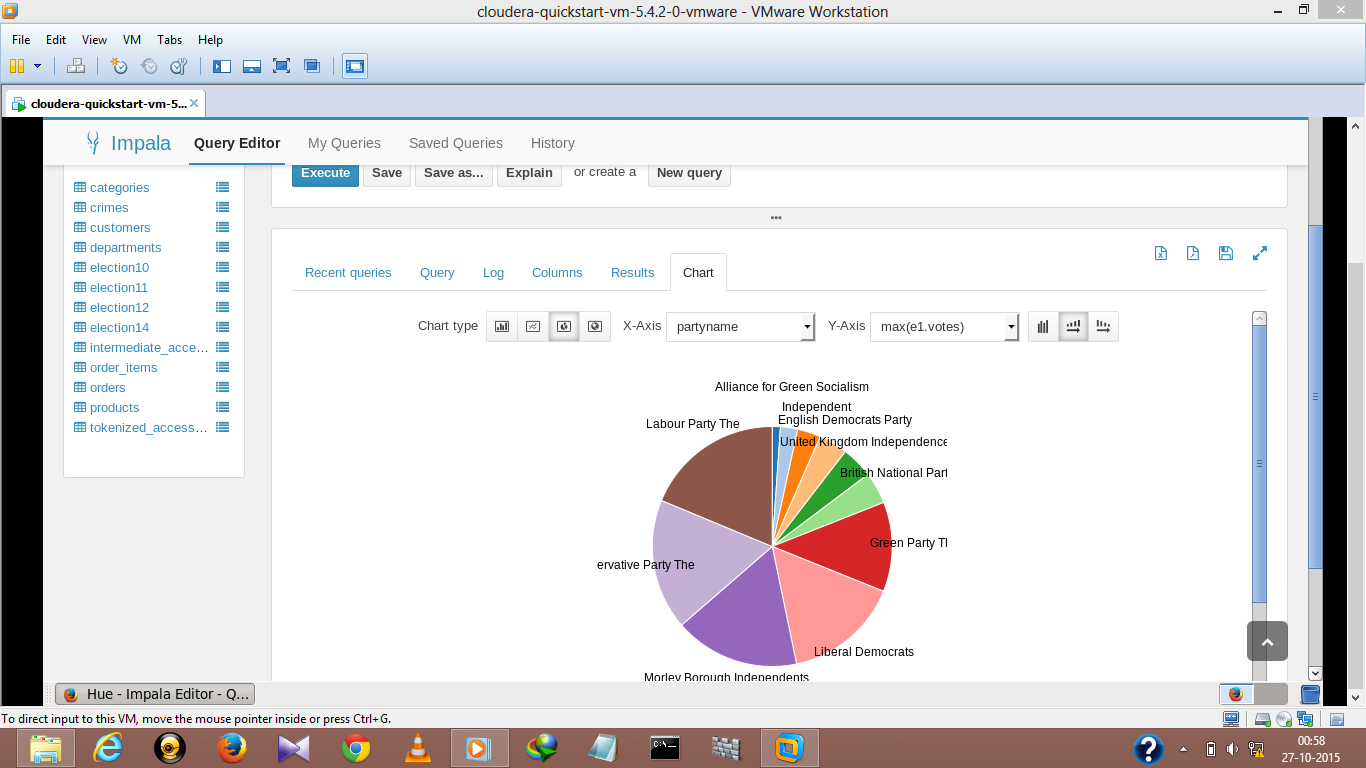 cloudera-quickstart-vm-5.4.2-0-vmware - VMware Workstation
File Edit View VM Tabs Help
cloudera-quickstart-vm-5...
Impala Query Editor My Queries Saved Queries History
Execute Save Save as... Explain or create a New query
categories
crimes
customers
departments
election10
election11
election12
election14
intermediate_acce...
order_items
orders
products
tokenized_access...
Recent queries Query Log Columns Results Chart
Chart type X-Axis partyname Y-Axis max(e1.votes)
Alliance for Green Socialism
Independent
English Democrats Party
Labour Party The
United Kingdom Independence
British National Part
Green Party Th
ervative Party The
Liberal Democrats
Morley Borough Independents
Hue - Impala Editor - Q...
To direct input to this VM, move the mouse pointer inside or press Ctrl+G.
00:58
27-10-2015